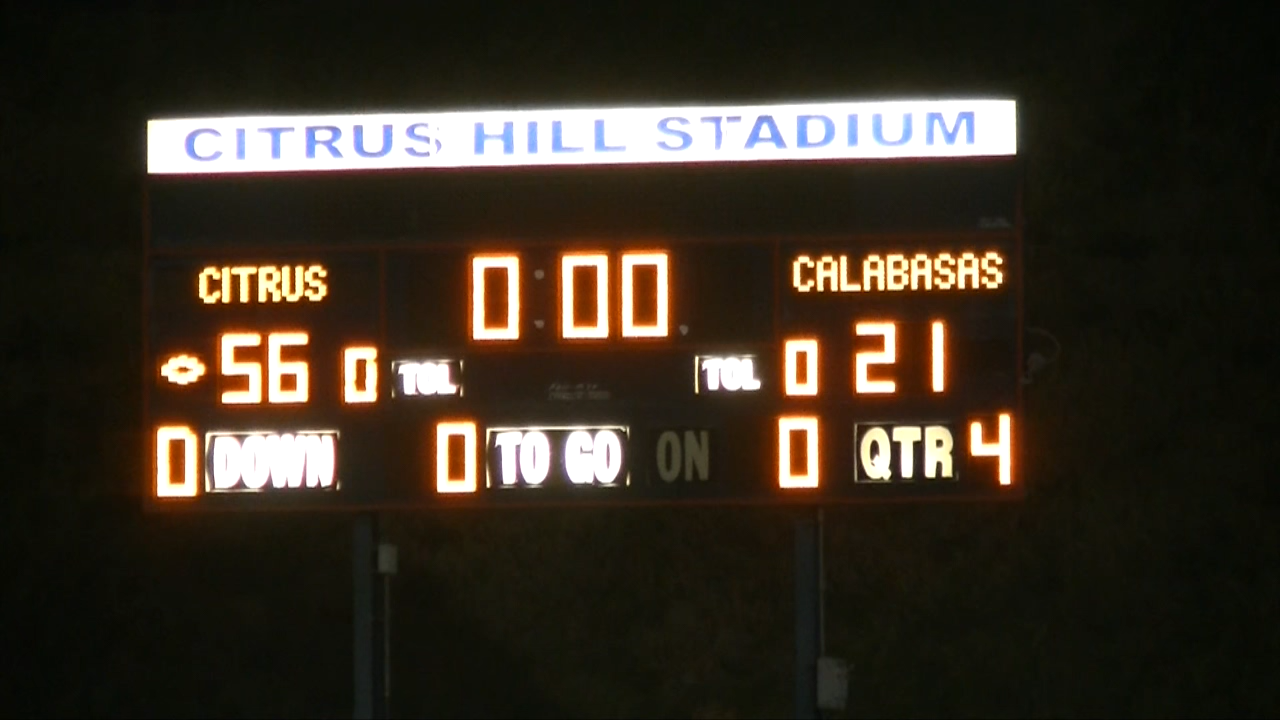 CITRUS HILL STADIUM
CITRUS 0:00 CALABASAS
56 0 TOL TOL 0 21
0 DOWN 0 TO GO ON 0 QTR 4